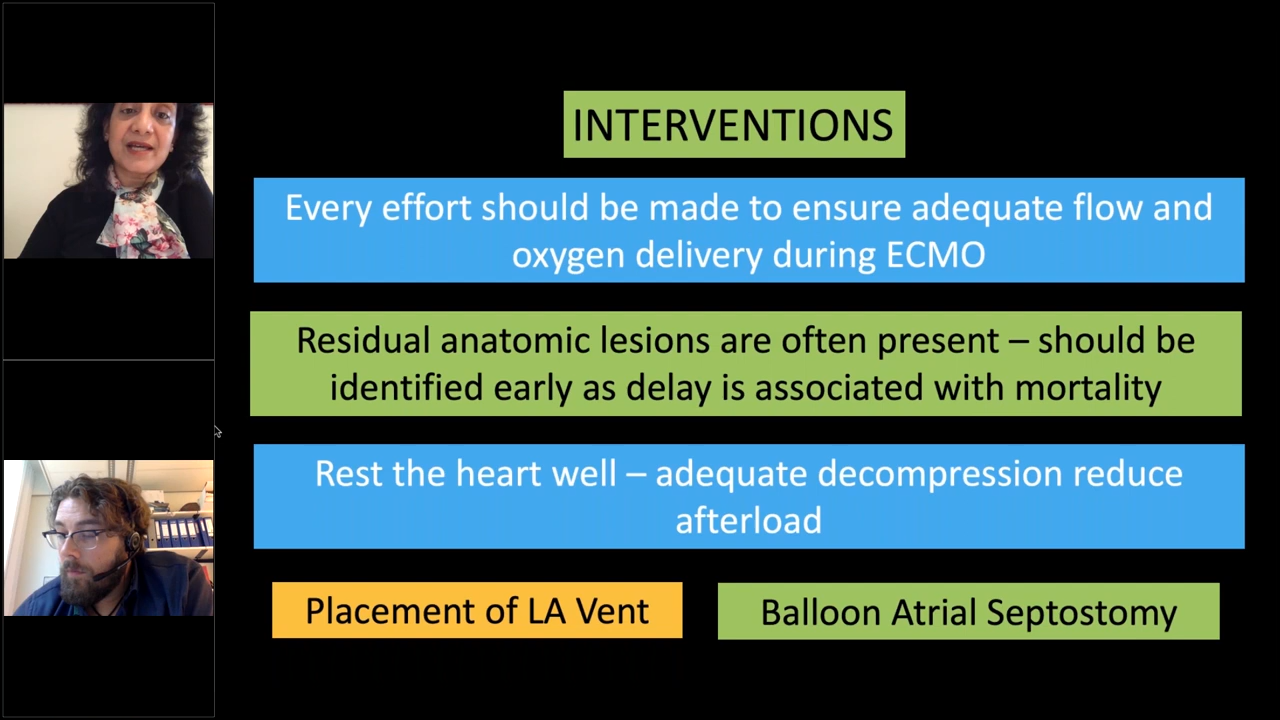 INTERVENTIONS
Every effort should be made to ensure adequate flow and
oxygen delivery during ECMO
Residual anatomic lesions are often present – should be
identified early as delay is associated with mortality
Rest the heart well – adequate decompression reduce
afterload
Placement of LA Vent
Balloon Atrial Septostomy